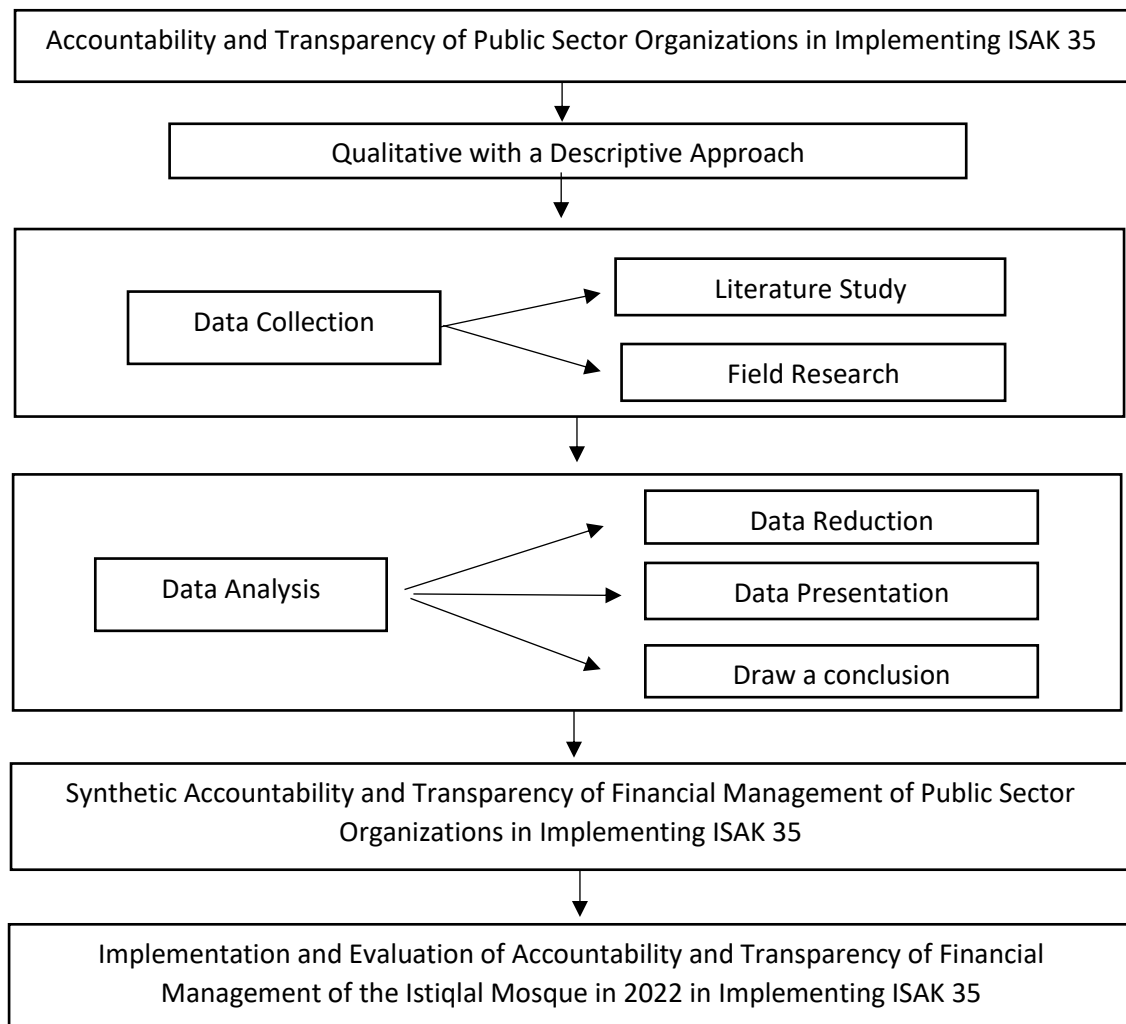 Accountability and Transparency of Public Sector Organizations in Implementing ISAK 35
Qualitative with a Descriptive Approach
Data Collection
Literature Study
Field Research
Data Analysis
Data Reduction
Data Presentation
Draw a conclusion
Synthetic Accountability and Transparency of Financial Management of Public Sector
Organizations in Implementing ISAK 35
Implementation and Evaluation of Accountability and Transparency of Financial
Management of the Istiqlal Mosque in 2022 in Implementing ISAK 35